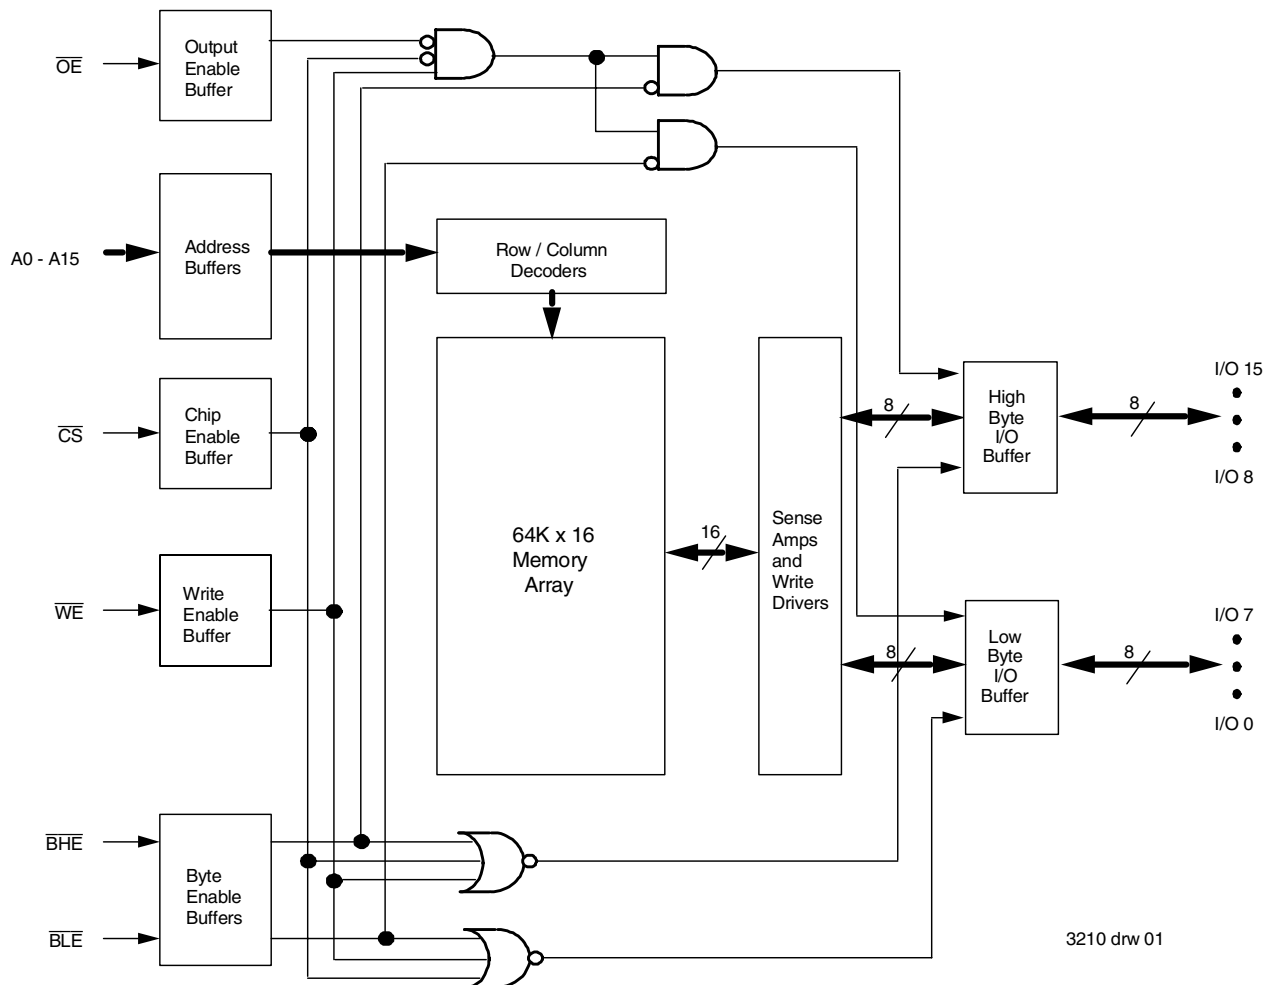 Output
Enable
Buffer
OE
A0 - A15
Address
Buffers
Row / Column
Decoders
CS
Chip
Enable
Buffer
WE
Write
Enable
Buffer
64K x 16
Memory
Array
16
Sense
Amps
and
Write
Drivers
8
High
Byte
I/O
Buffer
8
I/O 15
I/O 8
8
Low
Byte
I/O
Buffer
8
I/O 7
I/O 0
BHE
Byte
Enable
Buffers
BLE
3210 drw 01